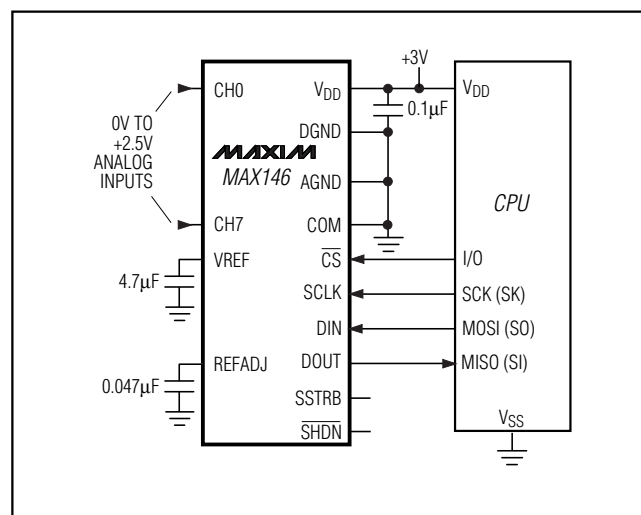 +3V
CH0
VDD
VDD
0.1µF
0V TO
+2.5V
ANALOG
INPUTS
DGND
MAXIM
MAX146
AGND
CPU
CH7
COM
VREF
CS
I/O
4.7µF
SCLK
SCK (SK)
DIN
MOSI (SO)
REFADJ
DOUT
MISO (SI)
0.047µF
SSTRB
SHDN
VSS